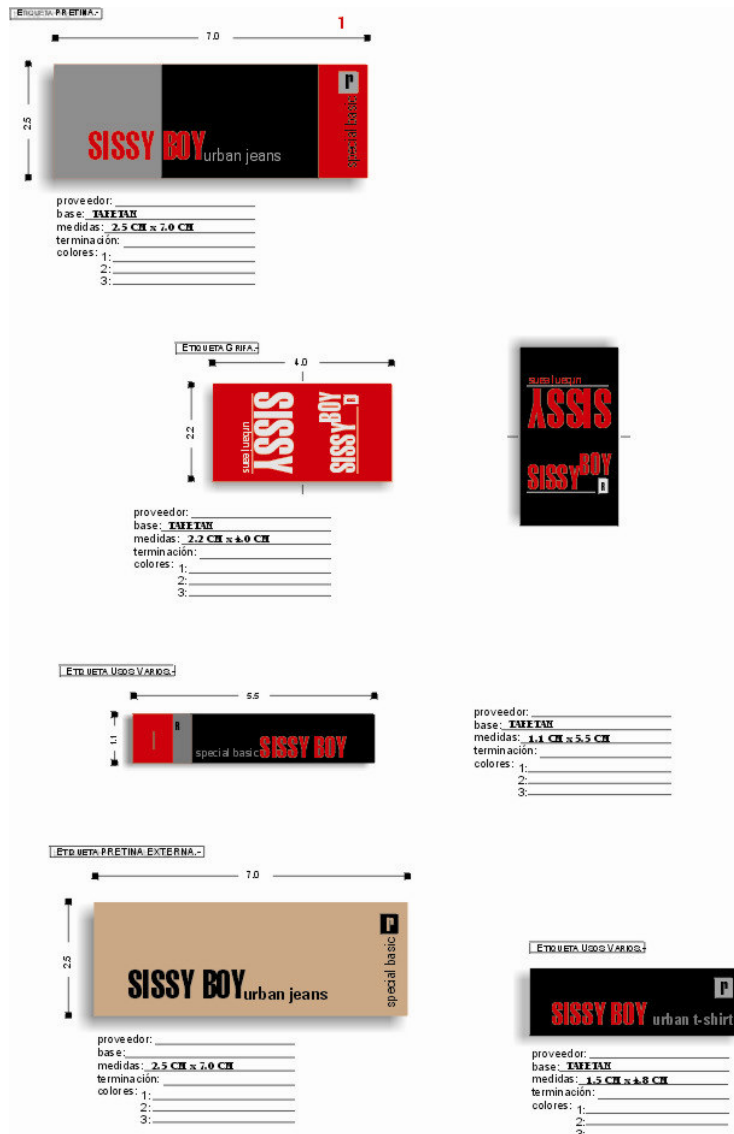 ETIQUETA PRETINA.-
1
7.0
2.5
SISSY BOY urban jeans
special basic
proveedor:
base: TAFETAN
medidas: 2.5 CM x 7.0 CM
terminación:
colores: 1:
2:
3:
ETIQUETA GRIFA.-
4.0
2.2
urban jeans
SISSY
SISSY BOY
urban jeans
SISSY
SISSY BOY
R
proveedor:
base: TAFETAN
medidas: 2.2 CM x 4.0 CM
terminación:
colores: 1:
2:
3:
ETIQUETA USOS VARIOS.-
5.5
1.1
R
special basic SISSY BOY
proveedor:
base: TAFETAN
medidas: 1.1 CM x 5.5 CM
terminación:
colores: 1:
2:
3:
ETIQUETA PRETINA EXTERNA.-
7.0
2.5
SISSY BOY urban jeans
special basic
proveedor:
base:
medidas: 2.5 CM x 7.0 CM
terminación:
colores: 1:
2:
3:
ETIQUETA USOS VARIOS.-
SISSY BOY urban t-shirt
proveedor:
base: TAFETAN
medidas: 1.5 CM x 4.8 CM
terminación:
colores: 1:
2:
3: